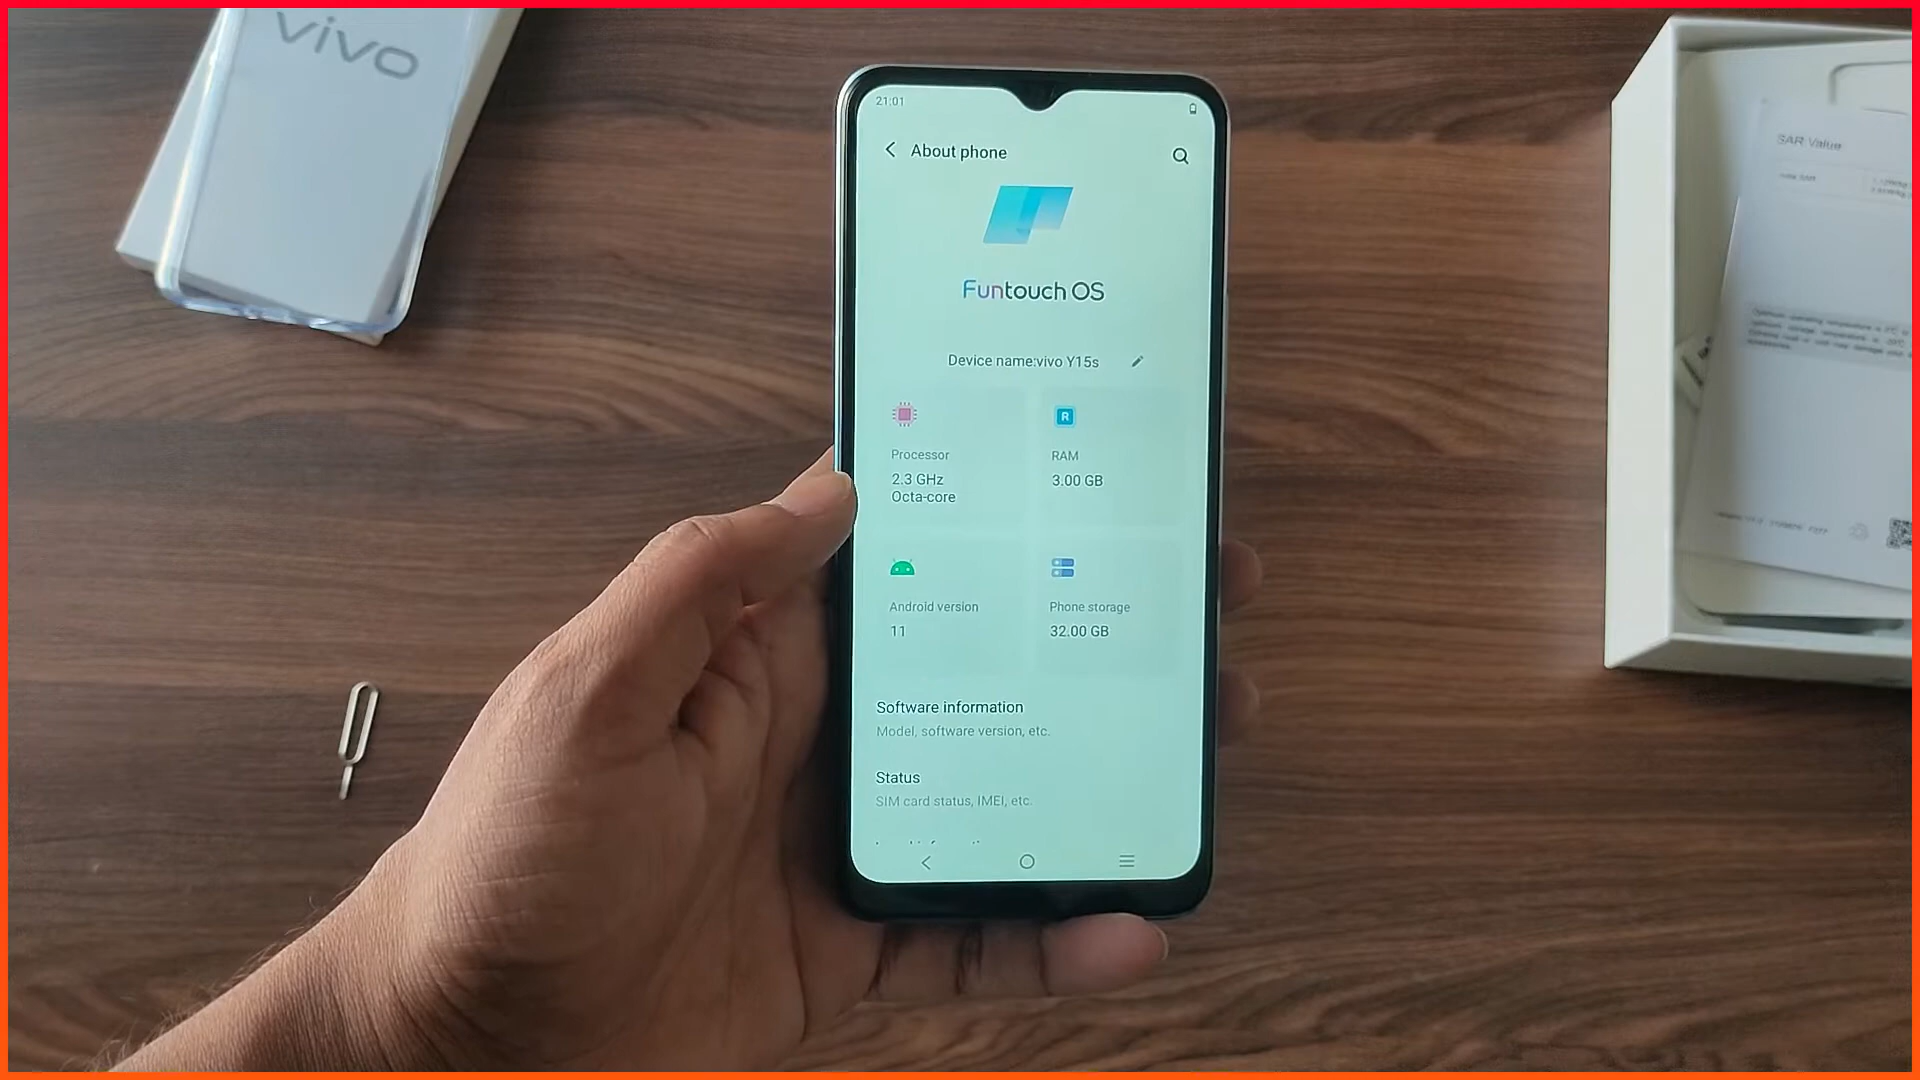 vivo
21:01
About phone
Funtouch OS
Device name:vivo Y15s
Processor
2.3 GHz
Octa-core
RAM
3.00 GB
R
Android version
11
Phone storage
32.00 GB
Software information
Model, software version, etc.
Status
SIM card status, IMEI, etc.
SAR Value